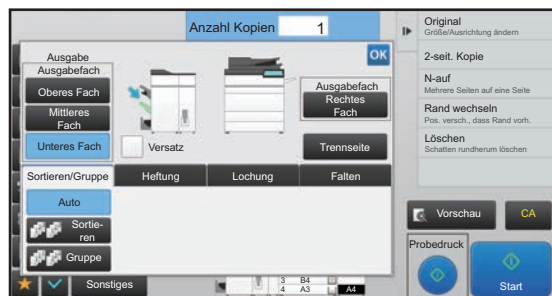 Anzahl Kopien 1
Ausgabe
OK
Ausgabefach
Oberes Fach
Mittleres
Fach
Unteres Fach
Versatz
Ausgabefach
Rechtes
Fach
Trennseite
Sortieren/Gruppe Heftung Lochung Falten
Auto
Sortie-
ren
Gruppe
Sonstiges
3 B4
4 A3
A4
Original
Größe/Ausrichtung ändern
2-seit. Kopie
N-auf
Mehrere Seiten auf eine Seite
Rand wechseln
Pos. versch., dass Rand vorh.
Löschen
Schatten rundherum löschen
Vorschau
CA
Probedruck
Start